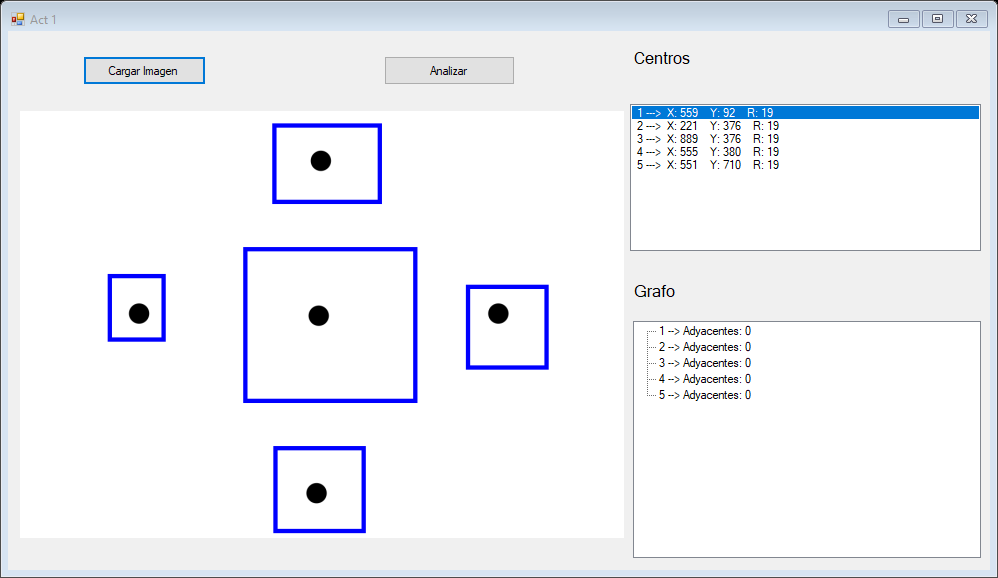 Act 1
Cargar Imagen
Analizar
Centros
1 ---> X: 559 Y: 92 R: 19
2 ---> X: 221 Y: 376 R: 19
3 ---> X: 889 Y: 376 R: 19
4 ---> X: 555 Y: 380 R: 19
5 ---> X: 551 Y: 710 R: 19
Grafo
1 --> Adyacentes: 0
2 --> Adyacentes: 0
3 --> Adyacentes: 0
4 --> Adyacentes: 0
5 --> Adyacentes: 0